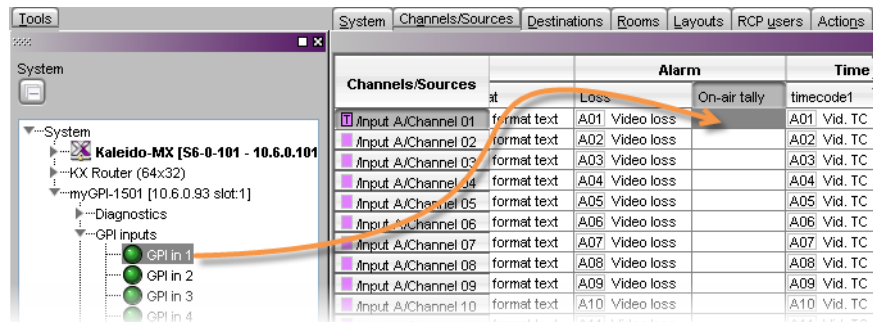 Tools
System Channels/Sources Destinations Rooms Layouts RCP users Actions
System
Channels/Sources Alarm Time
at Loss On-air tally timecode1
System
Kaleido-MX [S6-0-101 - 10.6.0.101
KX Router (64x32)
myGPI-1501 [10.6.0.93 slot:1]
Diagnostics
GPI inputs
GPI in 1
GPI in 2
GPI in 3
GPI in 4
T /Input A/Channel 01 format text A01 Video loss A01 Vid. TC
/Input A/Channel 02 format text A02 Video loss A02 Vid. TC
/Input A/Channel 03 format text A03 Video loss A03 Vid. TC
/Input A/Channel 04 format text A04 Video loss A04 Vid. TC
/Input A/Channel 05 format text A05 Video loss A05 Vid. TC
/Input A/Channel 06 format text A06 Video loss A06 Vid. TC
/Input A/Channel 07 format text A07 Video loss A07 Vid. TC
/Input A/Channel 08 format text A08 Video loss A08 Vid. TC
/Input A/Channel 09 format text A09 Video loss A09 Vid. TC
/Input A/Channel 10 format text A10 Video loss A10 Vid. TC